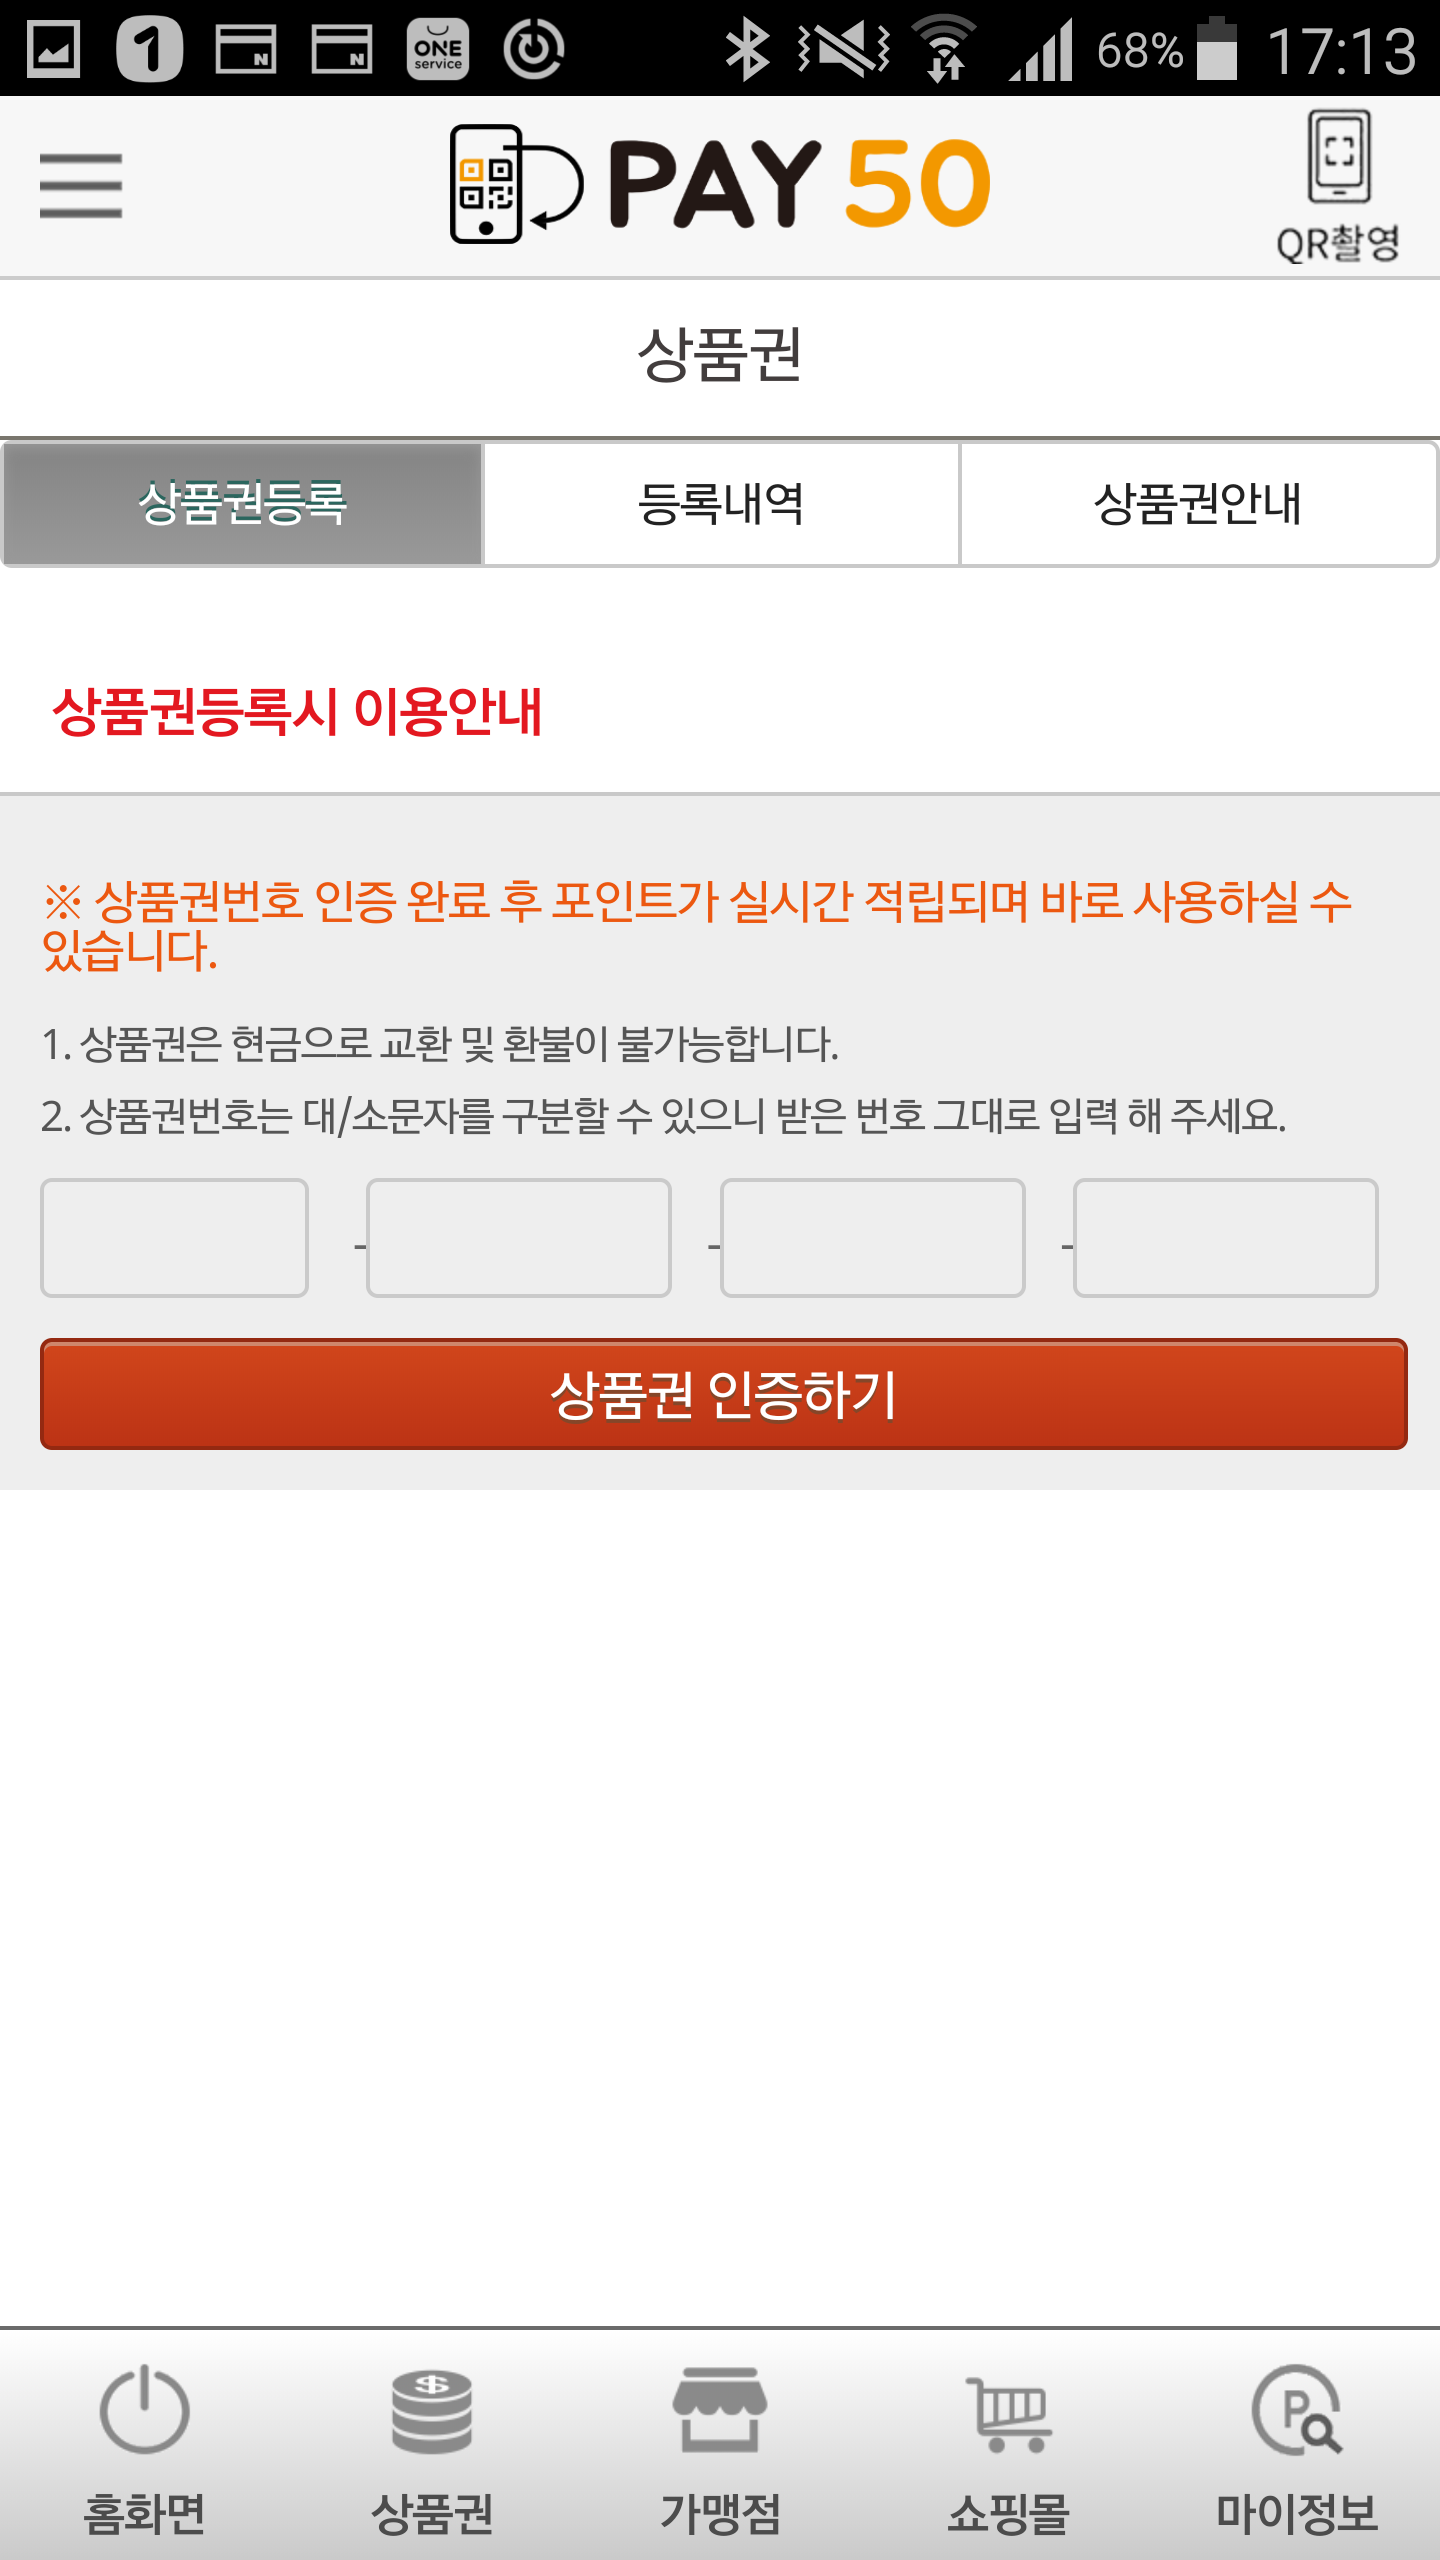 ONE
service
68% 17:13
PAY 50
QR촬영
상품권
상품권등록 등록내역 상품권안내
상품권등록시 이용안내
※ 상품권번호 인증 완료 후 포인트가 실시간 적립되며 바로 사용하실 수
있습니다.
1. 상품권은 현금으로 교환 및 환불이 불가능합니다.
2. 상품권번호는 대/소문자를 구분할 수 있으니 받은 번호 그대로 입력 해 주세요.
- - -
상품권 인증하기
홈화면 상품권 가맹점 쇼핑몰 마이정보